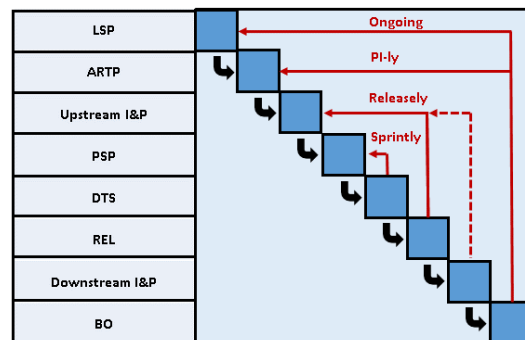 LSP
Ongoing
ARTP
PI-ly
Upstream I&P
Releasely
PSP
Sprintly
DTS
REL
Downstream I&P
BO